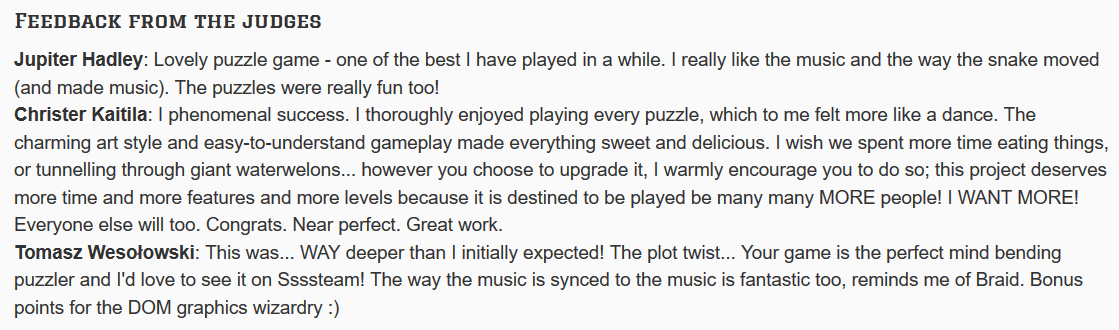 Feedback from the judges
Jupiter Hadley: Lovely puzzle game - one of the best I have played in a while. I really like the music and the way the snake moved
(and made music). The puzzles were really fun too!
Christer Kaitila: I phenomenal success. I thoroughly enjoyed playing every puzzle, which to me felt more like a dance. The
charming art style and easy-to-understand gameplay made everything sweet and delicious. I wish we spent more time eating things,
or tunnelling through giant waterwelons... however you choose to upgrade it, I warmly encourage you to do so; this project deserves
more time and more features and more levels because it is destined to be played be many many MORE people! I WANT MORE!
Everyone else will too. Congrats. Near perfect. Great work.
Tomasz Wesołowski: This was... WAY deeper than I initially expected! The plot twist... Your game is the perfect mind bending
puzzler and I'd love to see it on Ssssteam! The way the music is synced to the music is fantastic too, reminds me of Braid. Bonus
points for the DOM graphics wizardry :)